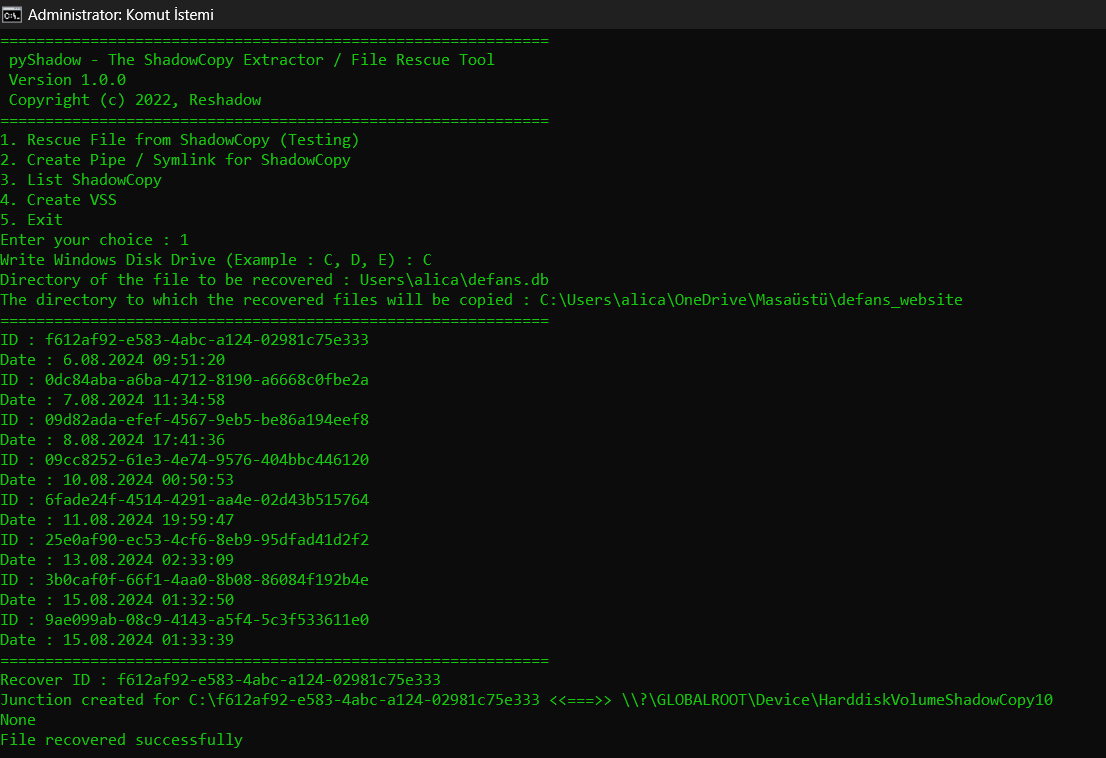 Administrator: Komut İstemi
=============================================================
pyShadow - The ShadowCopy Extractor / File Rescue Tool
Version 1.0.0
Copyright (c) 2022, Reshadow
=============================================================
1. Rescue File from ShadowCopy (Testing)
2. Create Pipe / Symlink for ShadowCopy
3. List ShadowCopy
4. Create VSS
5. Exit
Enter your choice : 1
Write Windows Disk Drive (Example : C, D, E) : C
Directory of the file to be recovered : Users\alica\defans.db
The directory to which the recovered files will be copied : C:\Users\alica\OneDrive\Masaüstü\defans_website
=============================================================
ID : f612af92-e583-4abc-a124-02981c75e333
Date : 6.08.2024 09:51:20
ID : 0dc84aba-a6ba-4712-8190-a6668c0fbe2a
Date : 7.08.2024 11:34:58
ID : 09d82ada-efef-4567-9eb5-be86a194eef8
Date : 8.08.2024 17:41:36
ID : 09cc8252-61e3-4e74-9576-404bbc446120
Date : 10.08.2024 00:50:53
ID : 6fade24f-4514-4291-aa4e-02d43b515764
Date : 11.08.2024 19:59:47
ID : 25e0af90-ec53-4cf6-8eb9-95dfad41d2f2
Date : 13.08.2024 02:33:09
ID : 3b0caf0f-66f1-4aa0-8b08-86084f192b4e
Date : 15.08.2024 01:32:50
ID : 9ae099ab-08c9-4143-a5f4-5c3f533611e0
Date : 15.08.2024 01:33:39
=============================================================
Recover ID : f612af92-e583-4abc-a124-02981c75e333
Junction created for C:\f612af92-e583-4abc-a124-02981c75e333 <<===>> \\?\GLOBALROOT\Device\HarddiskVolumeShadowCopy10
None
File recovered successfully